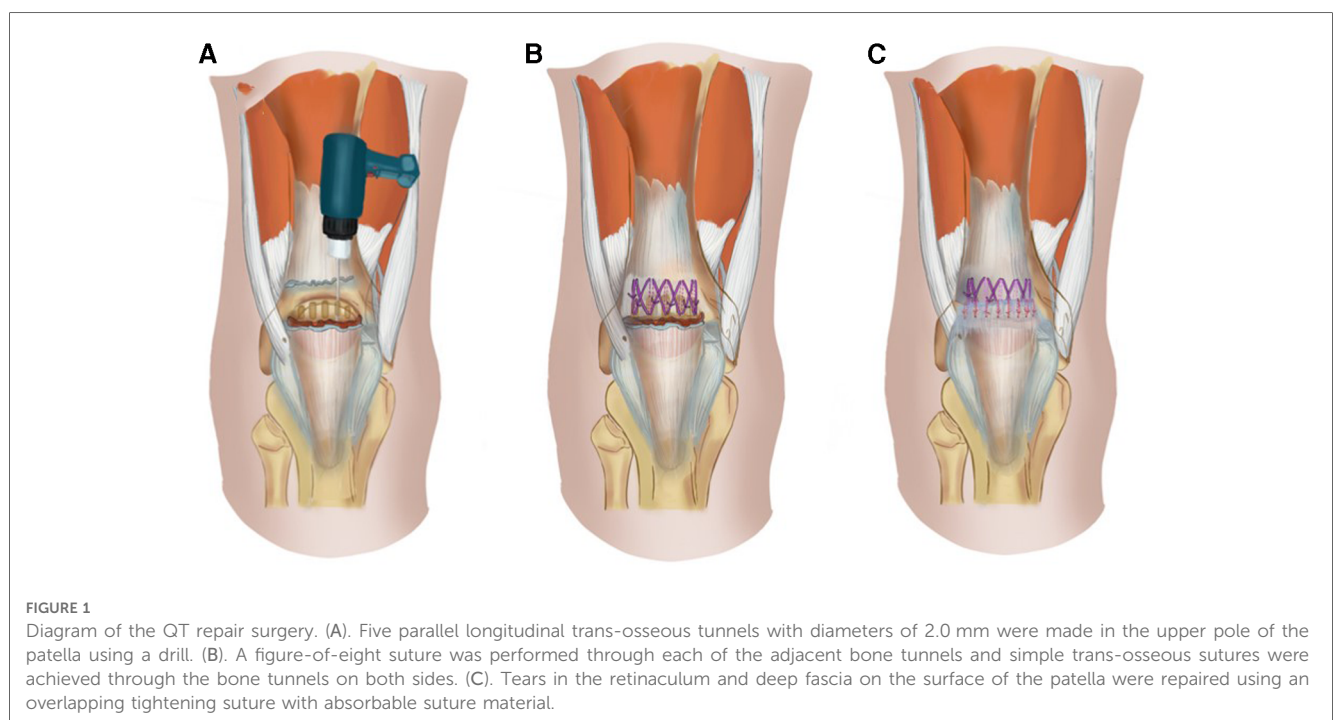 A B C
FIGURE 1
Diagram of the QT repair surgery. (A). Five parallel longitudinal trans-osseous tunnels with diameters of 2.0 mm were made in the upper pole of the
patella using a drill. (B). A figure-of-eight suture was performed through each of the adjacent bone tunnels and simple trans-osseous sutures were
achieved through the bone tunnels on both sides. (C). Tears in the retinaculum and deep fascia on the surface of the patella were repaired using an
overlapping tightening suture with absorbable suture material.